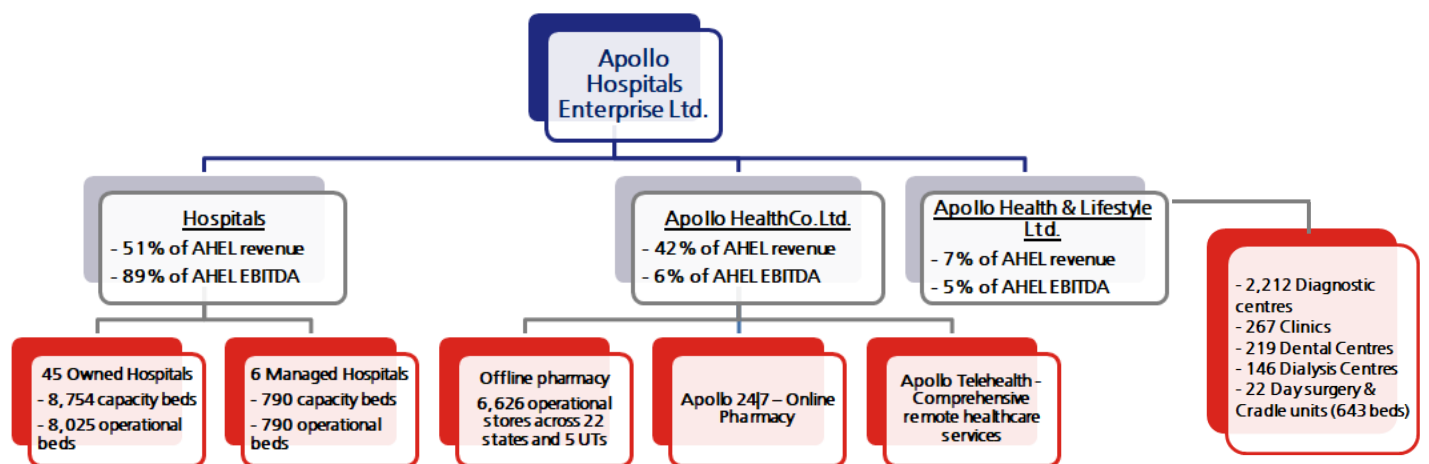 Apollo
Hospitals
Enterprise Ltd.
Hospitals
- 51% of AHEL revenue
- 89% of AHEL EBITDA
Apollo HealthCo.Ltd.
- 42% of AHEL revenue
- 6% of AHEL EBITDA
Apollo Health & Lifestyle
Ltd.
- 7% of AHEL revenue
- 5% of AHEL EBITDA
- 2,212 Diagnostic
centres
- 267 Clinics
- 219 Dental Centres
- 146 Dialysis Centres
- 22 Day surgery &
Cradle units (643 beds)
45 Owned Hospitals
- 8,754 capacity beds
- 8,025 operational
beds
6 Managed Hospitals
- 790 capacity beds
- 790 operational
beds
Offline pharmacy
6,626 operational
stores across 22
states and 5 UTs
Apollo 24|7 – Online
Pharmacy
Apollo Telehealth -
Comprehensive
remote healthcare
services